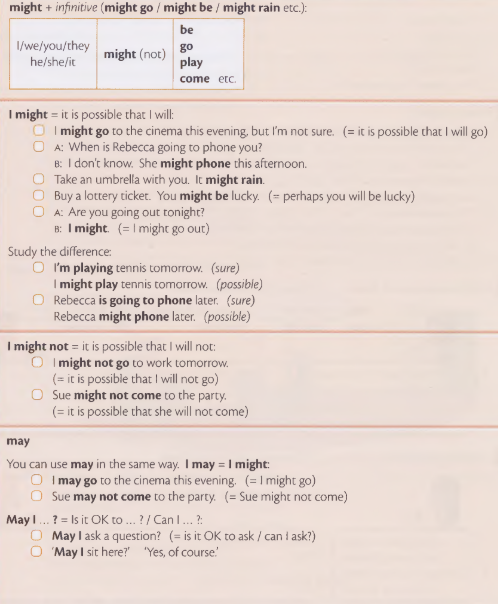 might + infinitive (might go / might be / might rain etc.):
I/we/you/they
he/she/it
might (not)
be
go
play
come etc.
I might = it is possible that I will:
I might go to the cinema this evening, but I'm not sure. (= it is possible that I will go)
A: When is Rebecca going to phone you?
B: I don't know. She might phone this afternoon.
Take an umbrella with you. It might rain.
Buy a lottery ticket. You might be lucky. (= perhaps you will be lucky)
A: Are you going out tonight?
B: I might. (= I might go out)
Study the difference:
I'm playing tennis tomorrow. (sure)
I might play tennis tomorrow. (possible)
Rebecca is going to phone later. (sure)
Rebecca might phone later. (possible)
I might not = it is possible that I will not:
I might not go to work tomorrow.
(= it is possible that I will not go)
Sue might not come to the party.
(= it is possible that she will not come)
may
You can use may in the same way. I may = I might:
I may go to the cinema this evening. (= I might go)
Sue may not come to the party. (= Sue might not come)
May I ... ? = Is it OK to ... ? / Can I ... ?:
May I ask a question? (= is it OK to ask / can I ask?)
'May I sit here?' 'Yes, of course.'